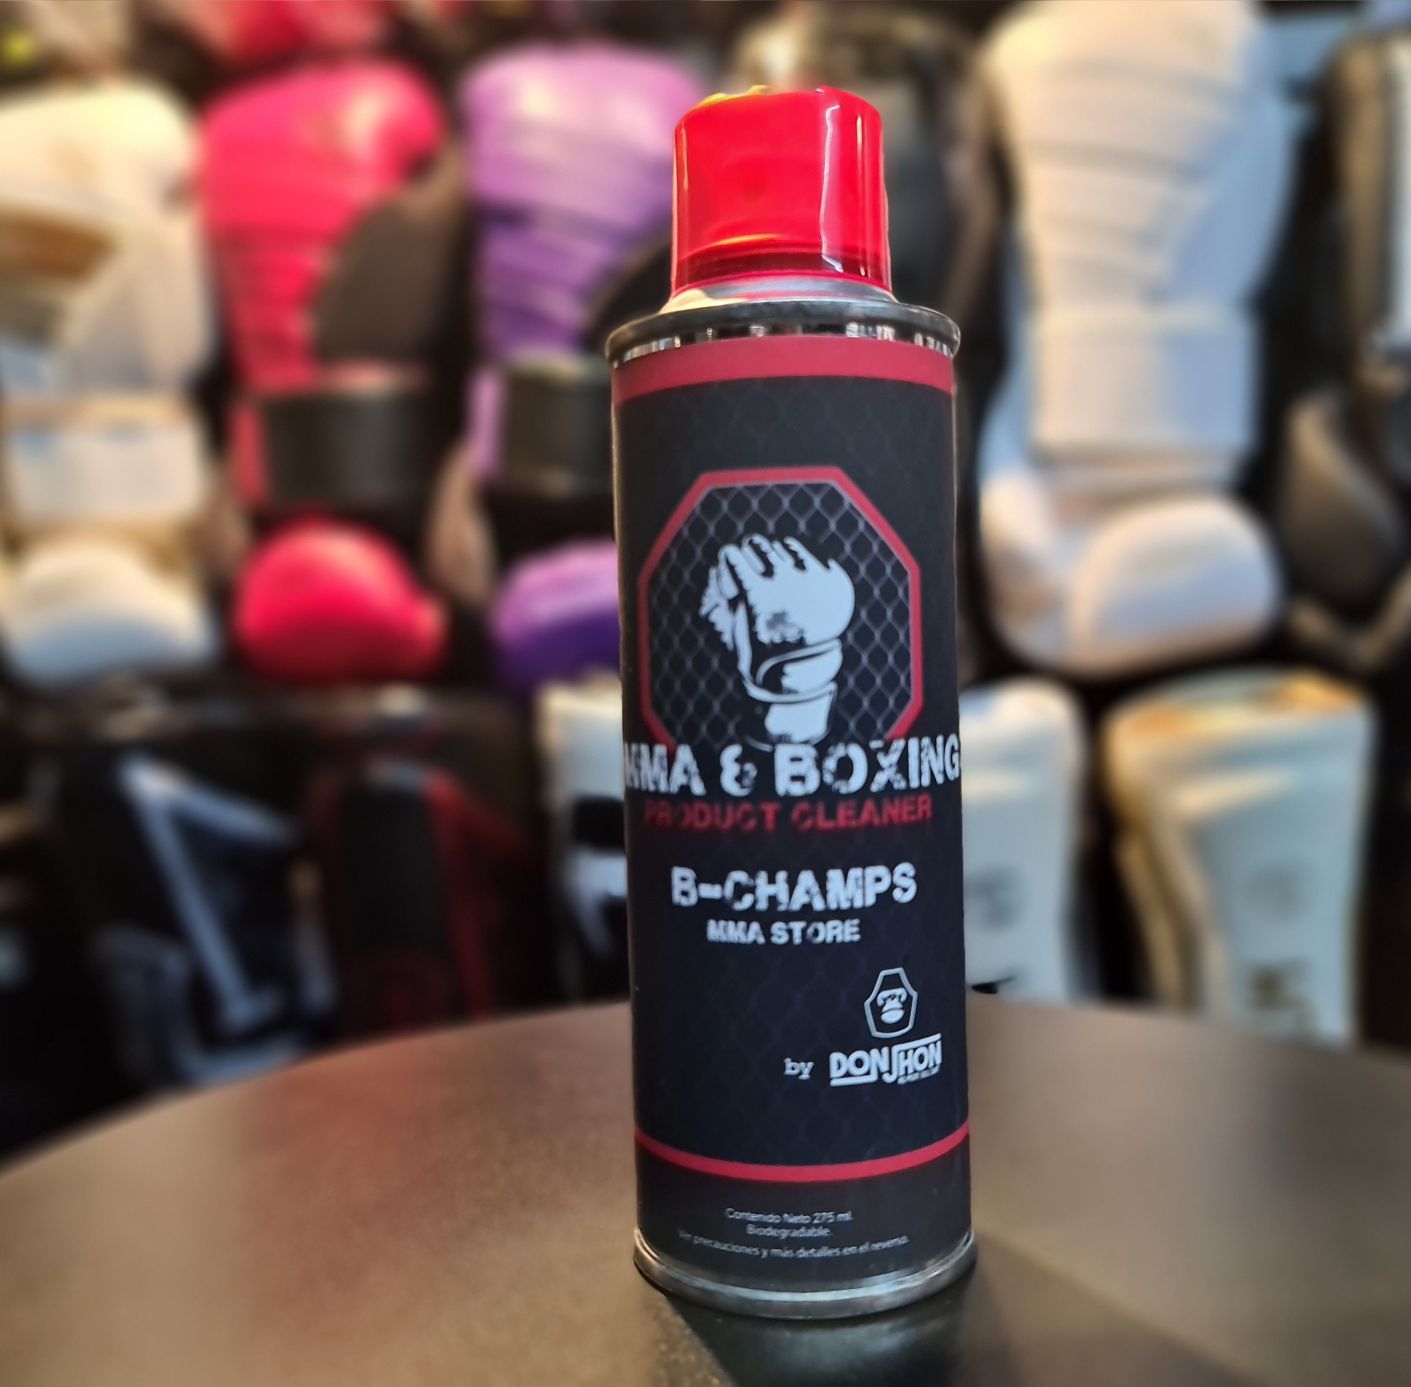 MMA & BOXING
PRODUCT CLEANER
B-CHAMPS
MMA STORE
by DONJHON
Contenido Neto 275 ml.
Biodegradable.
Ver precauciones y más detalles en el reverso.